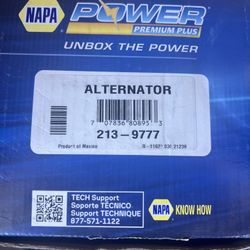 NAPA POWER
PREMIUM PLUS
UNBOX THE POWER
ALTERNATOR
7 07836 80895 3
213-9777
Product of Mexico
TECH Support
Soporte TÉCNICO
Support TECHNIQUE
877-571-1122
NAPA KNOW HOW